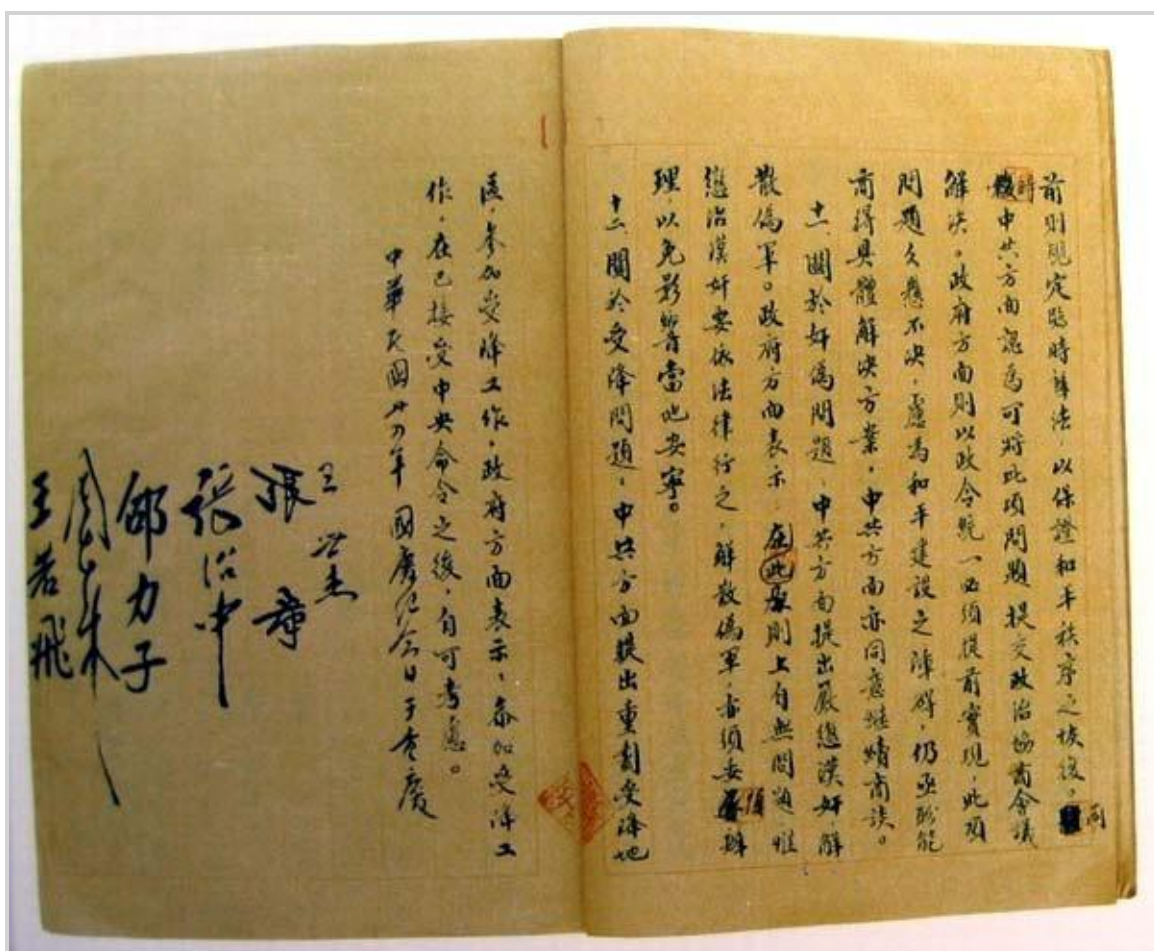 前則規定臨時辦法，以保證和平秩序之恢復，同
時中共方面認為可將此項問題提交政治協商會議
解決。政府方面則以政令統一必須提前實現，此項
問題久懸不決，慮為和平建設之障礙，仍亟盼能
商得具體解決方案。中共方面亦同意繼續商談。
十一、關於奸偽問題，中共方面提出嚴懲漢奸解
散偽軍。政府方面表示，在此原則上自無問題，惟
懲治漢奸要依法律行之，解散偽軍，亦須妥慎辦
理，以免影響當地安寧。
十二、關於受降問題，中共方面提出重劃受降地
區，參加受降工作，政府方面表示，參加受降工
作，在已接受中央命令之後，自可考慮。
中華民國卅四年國慶紀念日于重慶
王世杰
張羣
張治中
邵力子
周恩來
王若飛